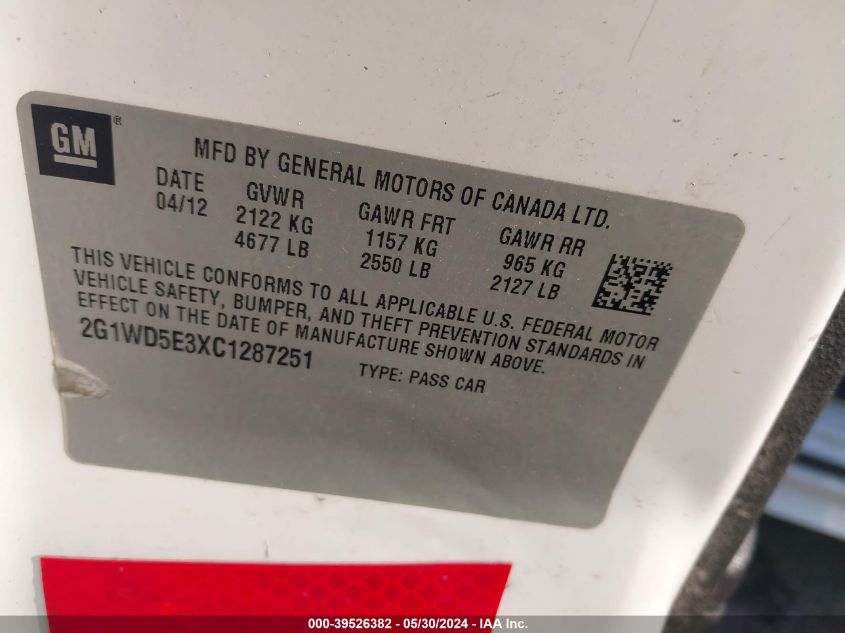 GM®
MFD BY GENERAL MOTORS OF CANADA LTD.
DATE GVWR GAWR FRT GAWR RR
04/12 2122 KG 1157 KG 965 KG
4677 LB 2550 LB 2127 LB
THIS VEHICLE CONFORMS TO ALL APPLICABLE U.S. FEDERAL MOTOR
VEHICLE SAFETY, BUMPER, AND THEFT PREVENTION STANDARDS IN
EFFECT ON THE DATE OF MANUFACTURE SHOWN ABOVE.
2G1WD5E3XC1287251 TYPE: PASS CAR
000-39526382 - 05/30/2024 - IAA Inc.